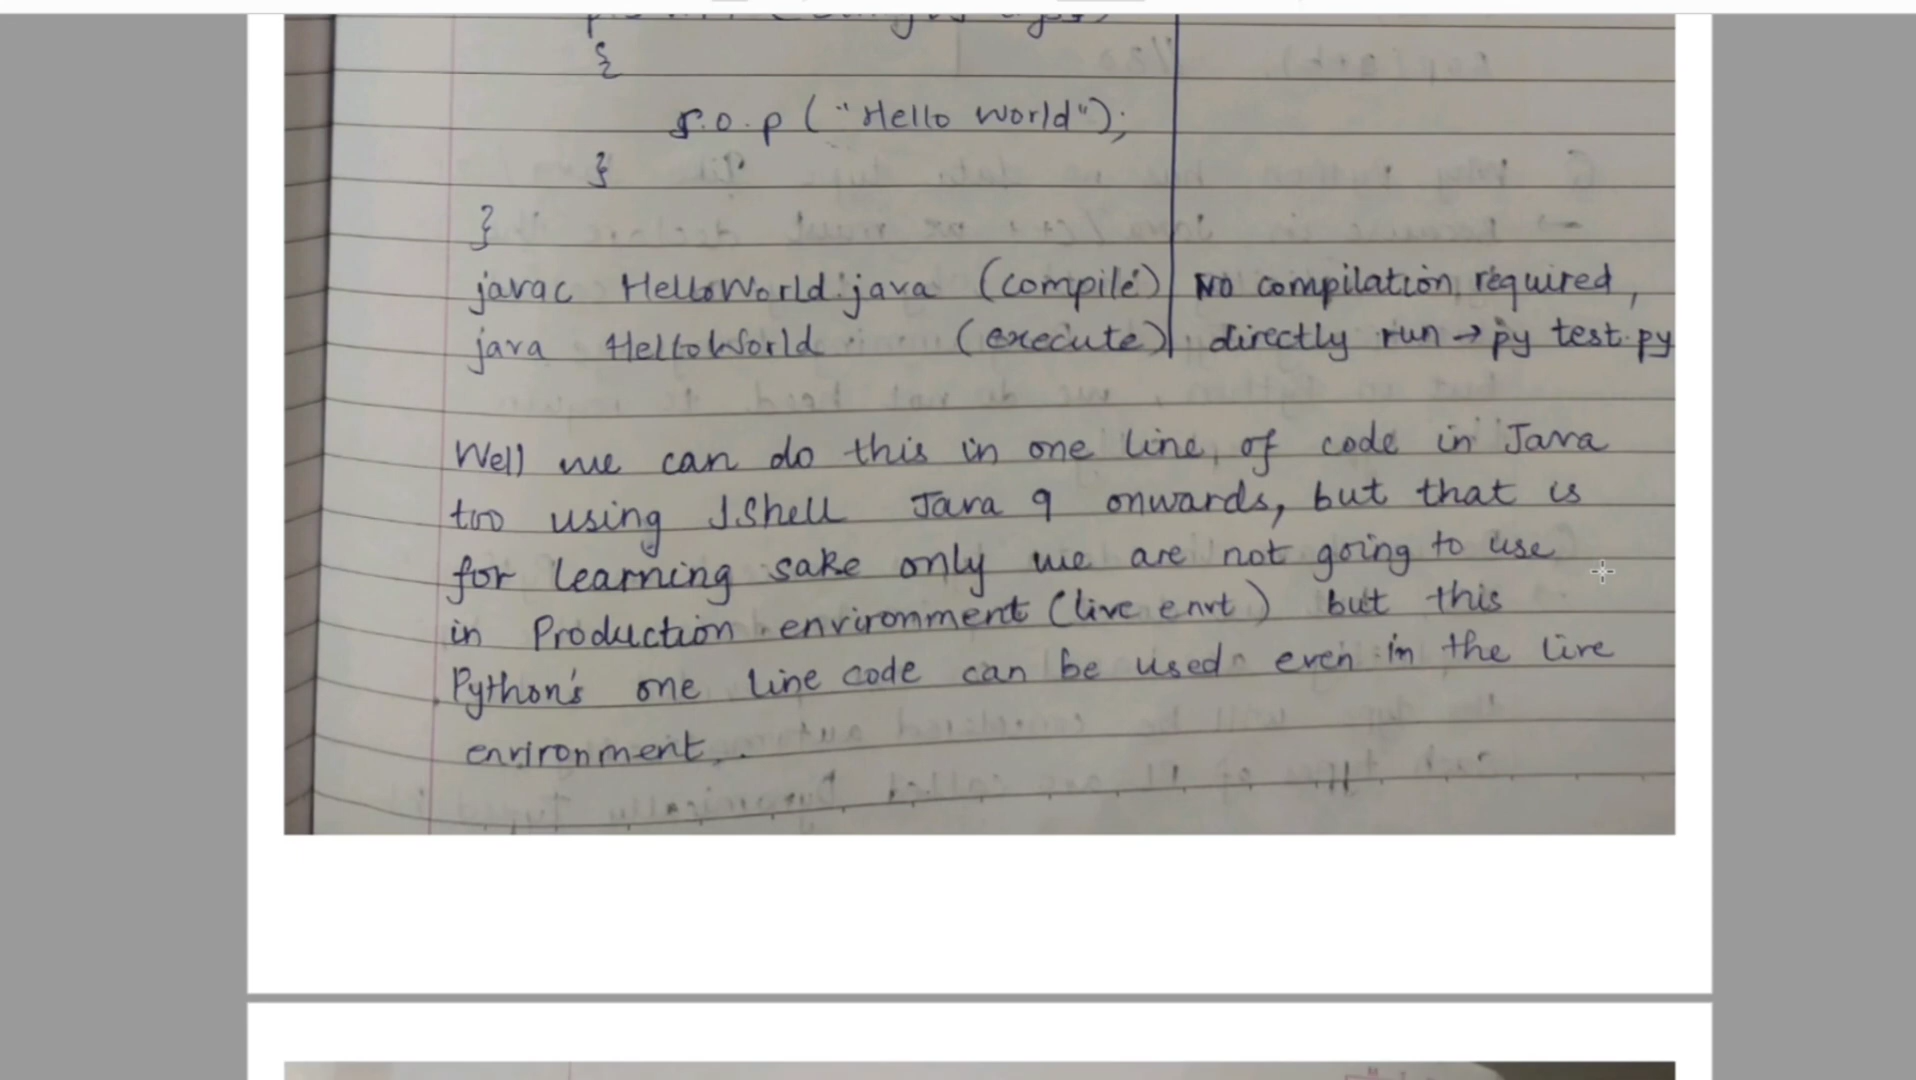 {
s.o.p ("Hello World");
}
}
javac HelloWorld.java (compile) No compilation required,
java HelloWorld (execute) directly run → py test.py
Well we can do this in one line of code in Java
too using JShell Java 9 onwards, but that is
for learning sake only we are not going to use
in Production environment (live envt) but this
Python's one line code can be used even in the live
environment.